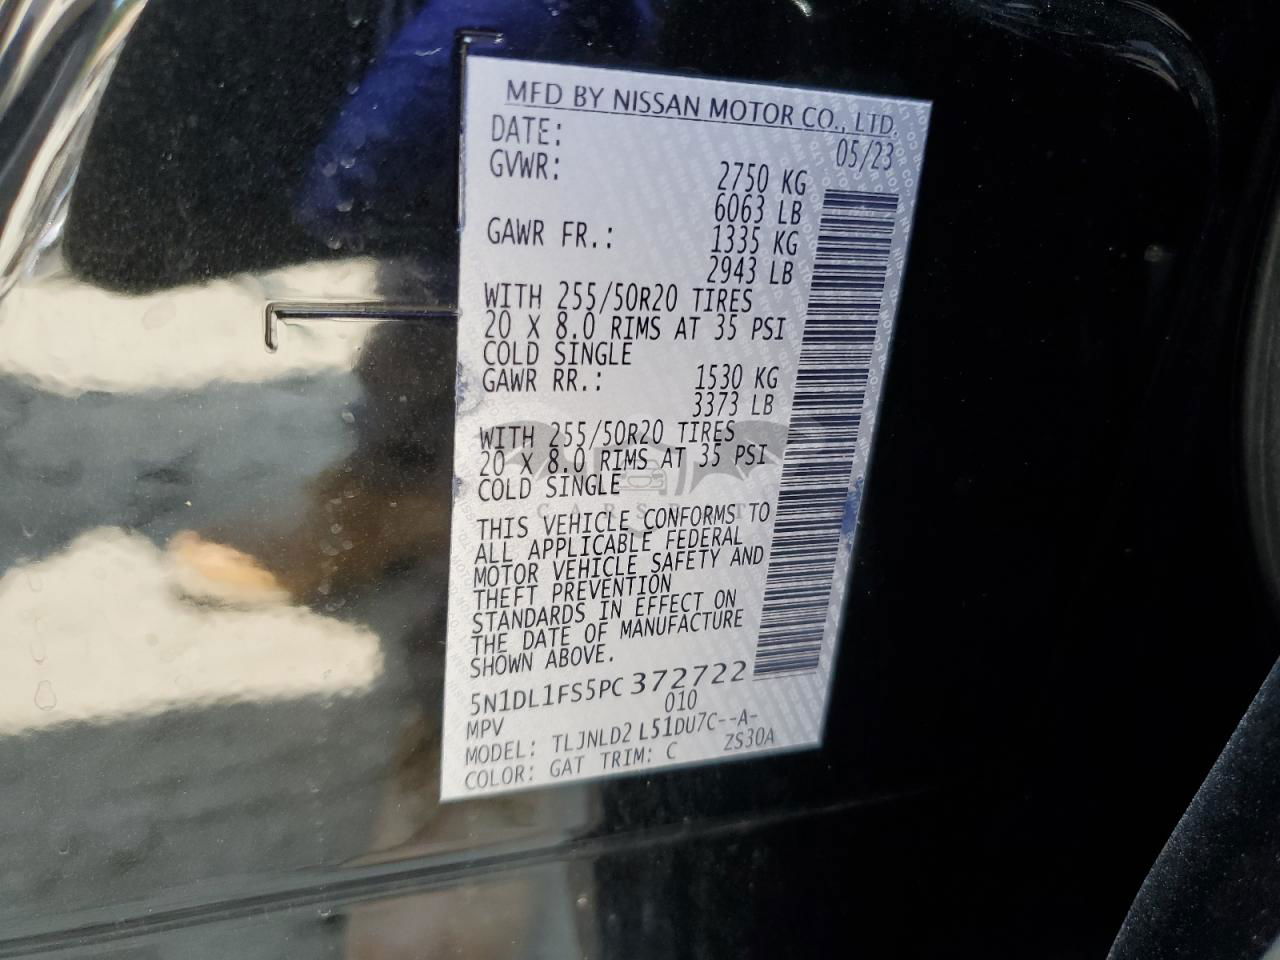 MFD BY NISSAN MOTOR CO., LTD.
DATE: 05/23
GVWR: 2750 KG
6063 LB
GAWR FR.: 1335 KG
2943 LB
WITH 255/50R20 TIRES
20 X 8.0 RIMS AT 35 PSI
COLD SINGLE
GAWR RR.: 1530 KG
3373 LB
WITH 255/50R20 TIRES
20 X 8.0 RIMS AT 35 PSI
COLD SINGLE
THIS VEHICLE CONFORMS TO
ALL APPLICABLE FEDERAL
MOTOR VEHICLE SAFETY AND
THEFT PREVENTION
STANDARDS IN EFFECT ON
THE DATE OF MANUFACTURE
SHOWN ABOVE.
5N1DL1FS5PC372722
MPV 010
MODEL: TLJNLD2 L51DU7C--A-
COLOR: GAT TRIM: C ZS30A